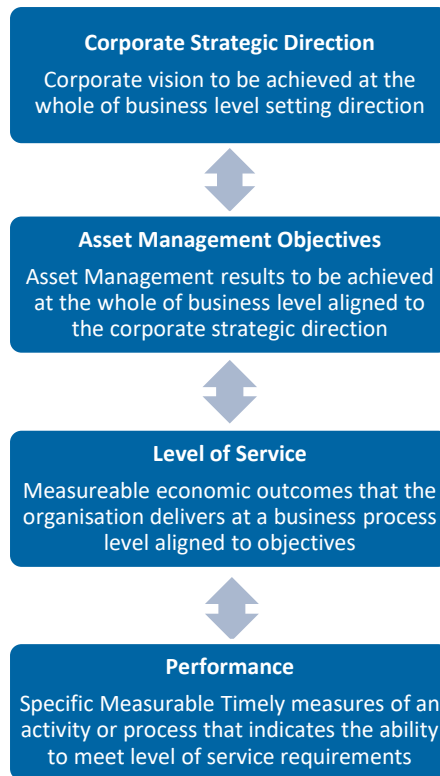 Corporate Strategic Direction
Corporate vision to be achieved at the
whole of business level setting direction
Asset Management Objectives
Asset Management results to be achieved
at the whole of business level aligned to
the corporate strategic direction
Level of Service
Measureable economic outcomes that the
organisation delivers at a business process
level aligned to objectives
Performance
Specific Measurable Timely measures of an
activity or process that indicates the ability
to meet level of service requirements